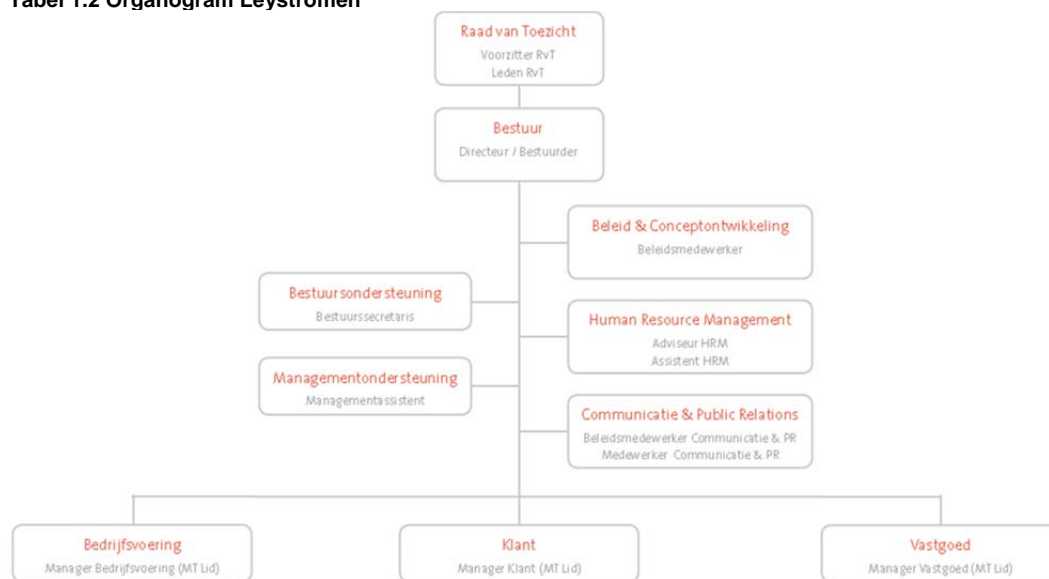 Tabel 1.2 Organogram Leystromen
Raad van Toezicht
Voorzitter RvT
Leden RvT
Bestuur
Directeur / Bestuurder
Beleid & Conceptontwikkeling
Beleidsmedewerker
Bestuursondersteuning
Bestuurssecretaris
Human Resource Management
Adviseur HRM
Assistent HRM
Managementondersteuning
Managementassistent
Communicatie & Public Relations
Beleidsmedewerker Communicatie & PR
Medewerker Communicatie & PR
Bedrijfsvoering
Manager Bedrijfsvoering (MT Lid)
Klant
Manager Klant (MT Lid)
Vastgoed
Manager Vastgoed (MT Lid)